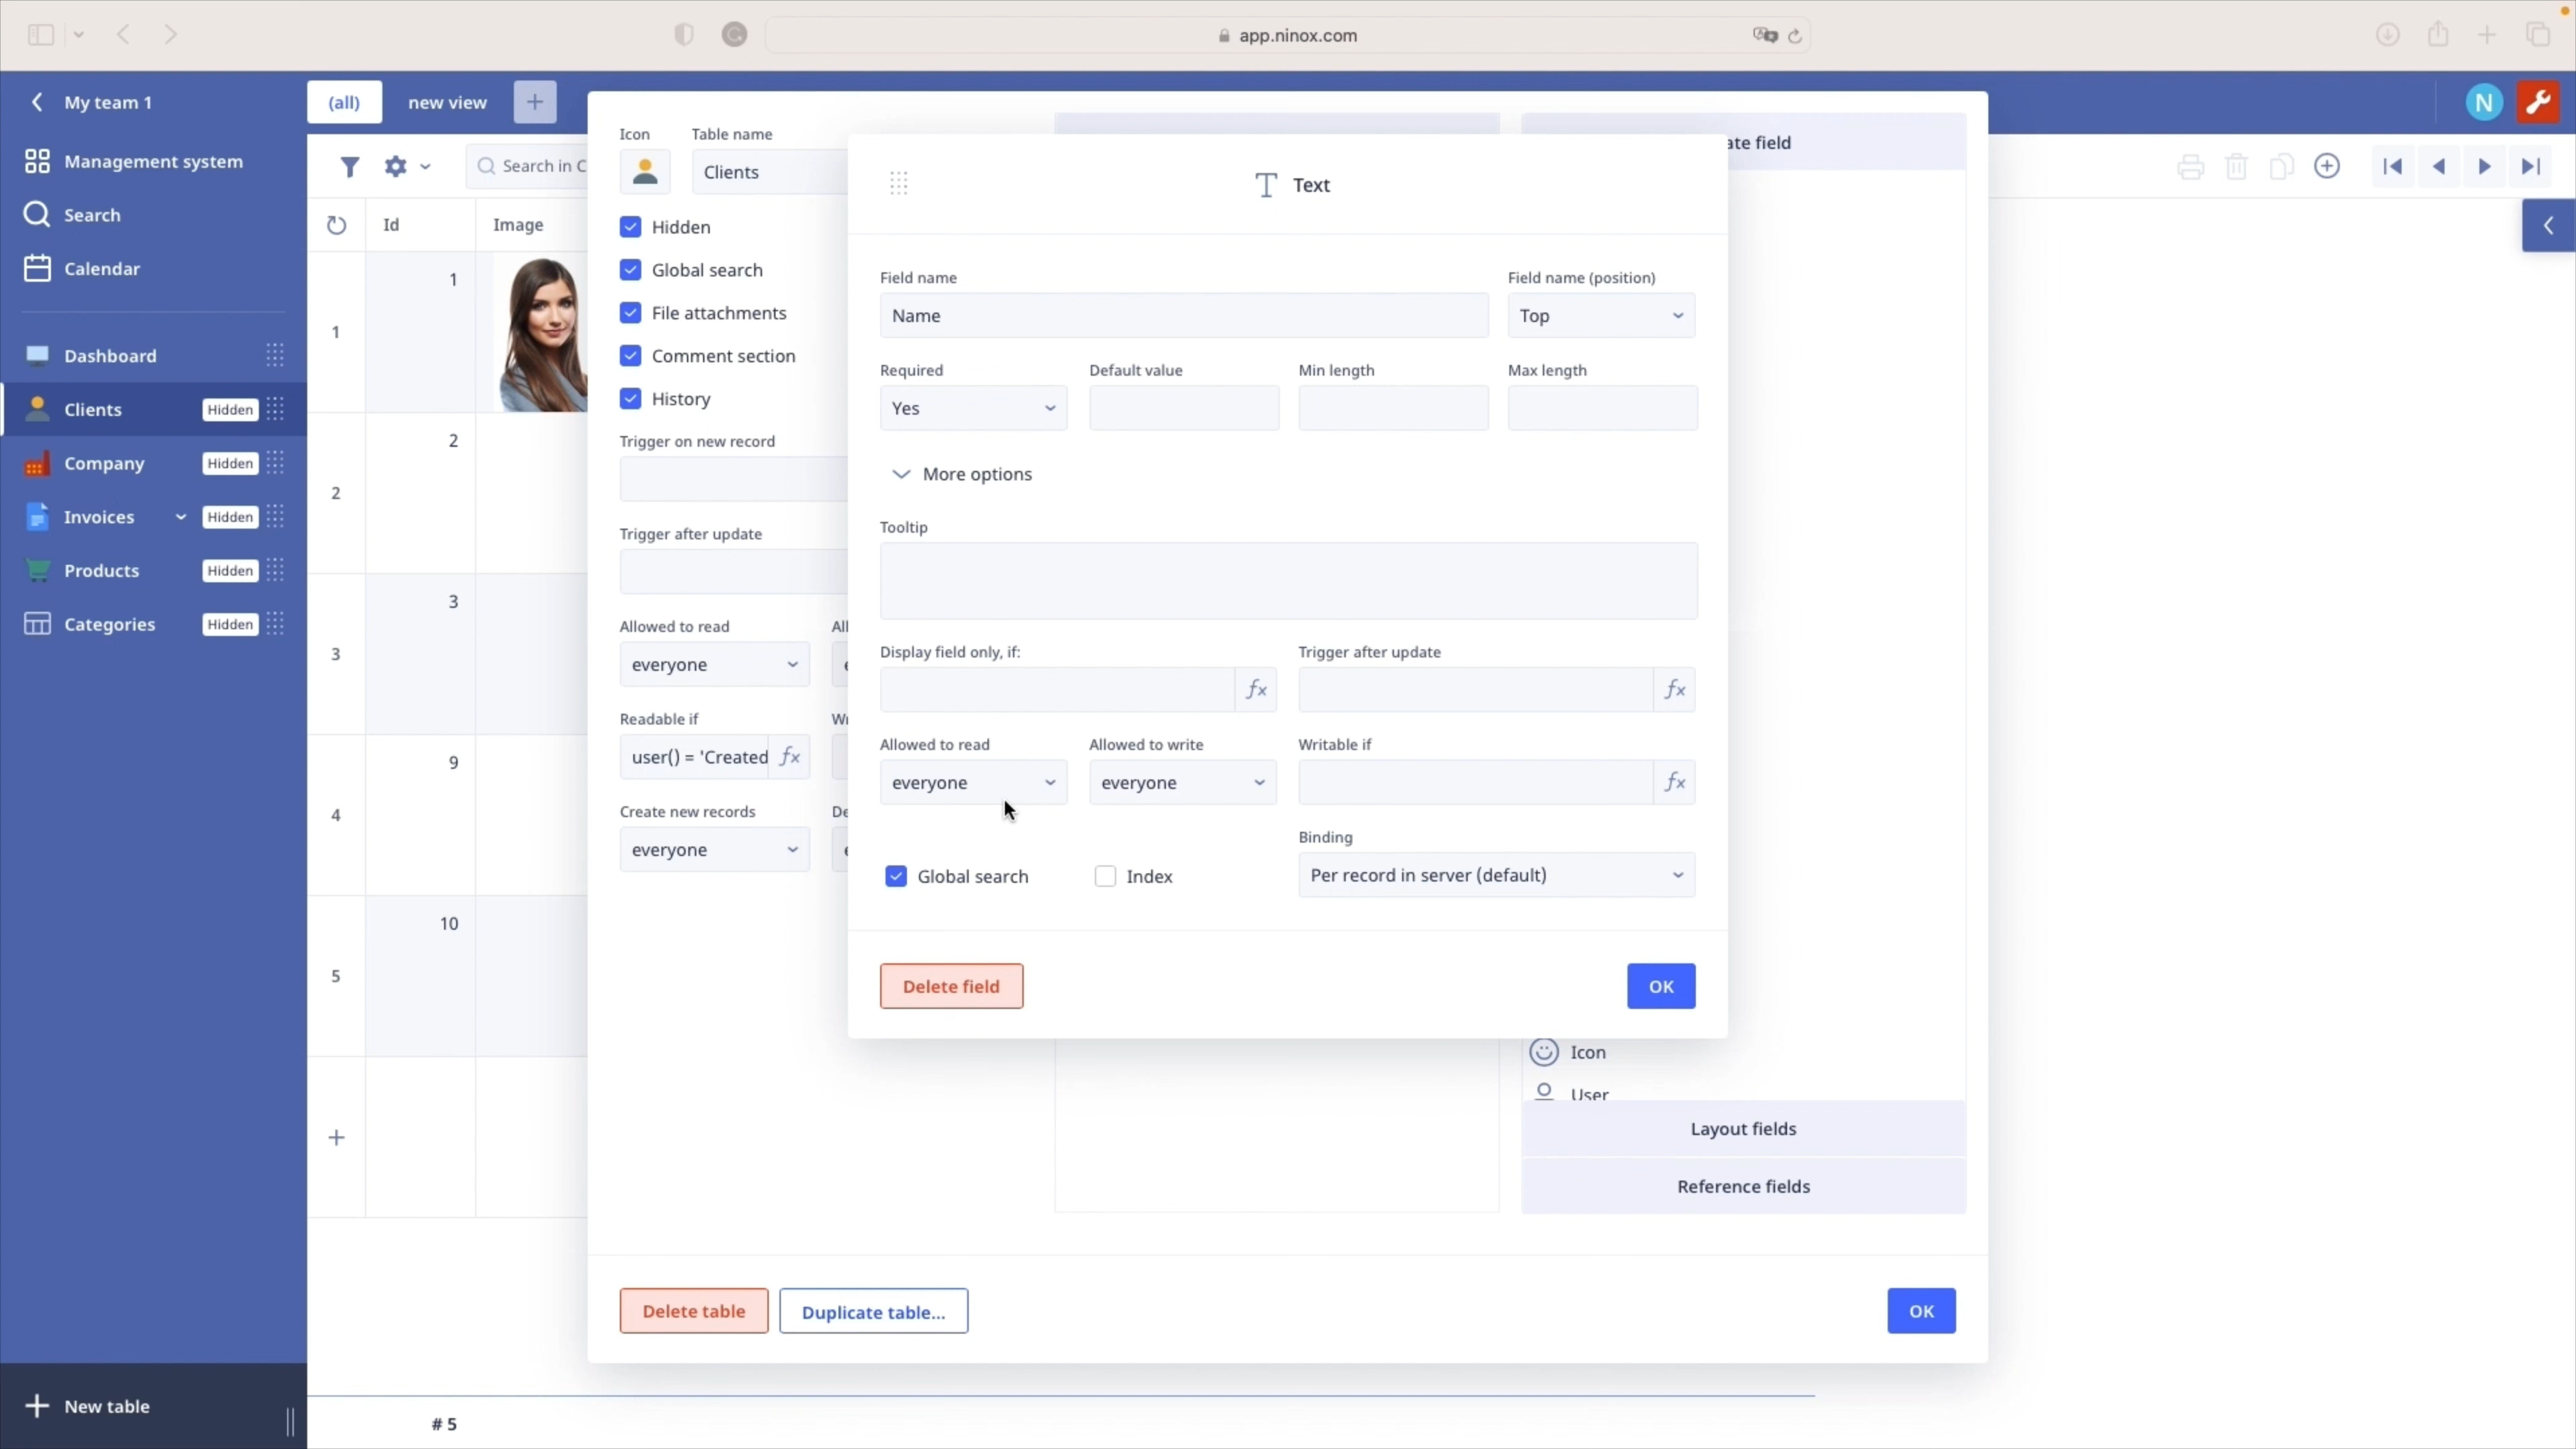 app.ninox.com
My team 1
(all)
new view
Management system
Search
Calendar
Dashboard
Clients
Hidden
Company
Hidden
Invoices
Hidden
Products
Hidden
Categories
Hidden
New table
Search in C
Id
Image
1
1
2
2
3
3
9
4
10
5
# 5
N
Icon
Table name
Clients
Hidden
Global search
File attachments
Comment section
History
Trigger on new record
Trigger after update
Allowed to read
everyone
Readable if
user() = 'Created
fx
Create new records
everyone
Delete table
Duplicate table...
OK
Text
Field name
Field name (position)
Name
Top
Required
Default value
Min length
Max length
Yes
More options
Tooltip
Display field only, if:
Trigger after update
fx
fx
Allowed to read
Allowed to write
Writable if
everyone
everyone
fx
Binding
Global search
Index
Per record in server (default)
Delete field
OK
ate field
Icon
User
Layout fields
Reference fields